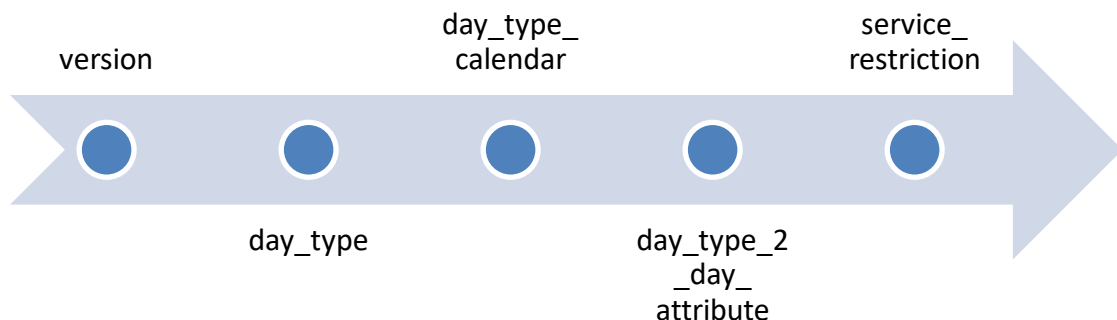 version
day_type
day_type_
calendar
day_type_2
_day_
attribute
service_
restriction